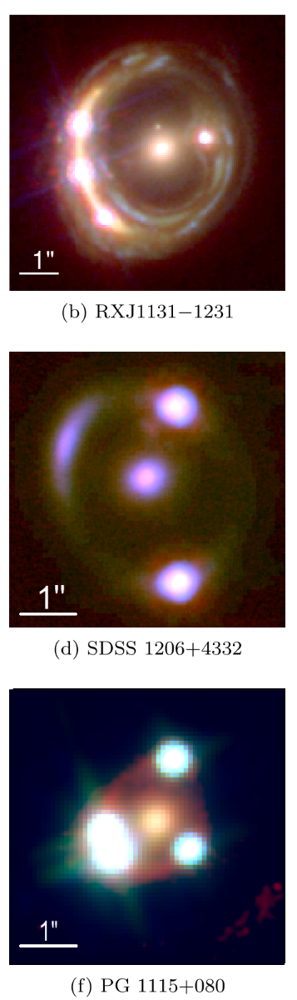 1"
(b) RXJ1131−1231
1"
(d) SDSS 1206+4332
1"
(f) PG 1115+080